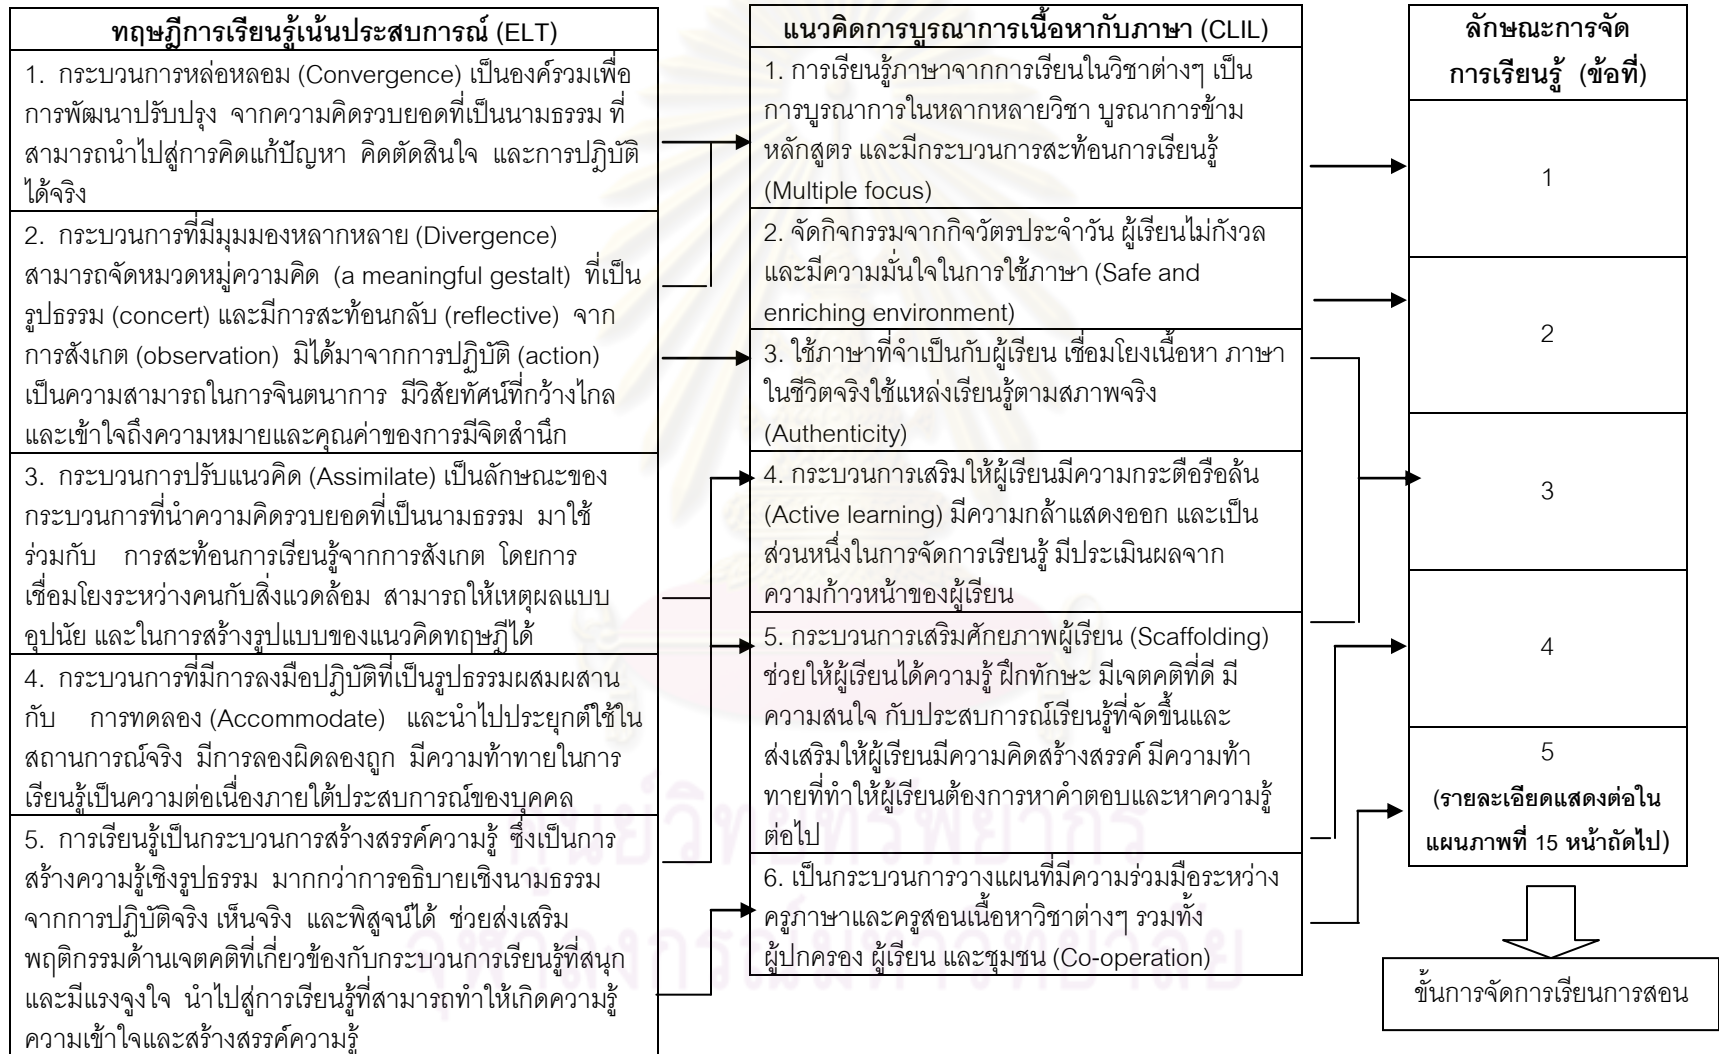 ทฤษฎีการเรียนรู้เน้นประสบการณ์ (ELT)
1. กระบวนการหล่อหลอม (Convergence) เป็นองค์รวมเพื่อ
การพัฒนาปรับปรุง จากความคิดรวบยอดที่เป็นนามธรรม ที่
สามารถนำไปสู่การคิดแก้ปัญหา คิดตัดสินใจ และการปฏิบัติ
ได้จริง
2. กระบวนการที่มีมุมมองหลากหลาย (Divergence)
สามารถจัดหมวดหมู่ความคิด (a meaningful gestalt) ที่เป็น
รูปธรรม (concert) และมีการสะท้อนกลับ (reflective) จาก
การสังเกต (observation) มิได้มาจากการปฏิบัติ (action)
เป็นความสามารถในการจินตนาการ มีวิสัยทัศน์ที่กว้างไกล
และเข้าใจถึงความหมายและคุณค่าของการมีจิตสำนึก
3. กระบวนการปรับแนวคิด (Assimilate) เป็นลักษณะของ
กระบวนการที่นำความคิดรวบยอดที่เป็นนามธรรม มาใช้
ร่วมกับ การสะท้อนการเรียนรู้จากการสังเกต โดยการ
เชื่อมโยงระหว่างคนกับสิ่งแวดล้อม สามารถให้เหตุผลแบบ
อุปนัย และในการสร้างรูปแบบของแนวคิดทฤษฎีได้
4. กระบวนการที่มีการลงมือปฏิบัติที่เป็นรูปธรรมผสมผสาน
กับ การทดลอง (Accommodate) และนำไปประยุกต์ใช้ใน
สถานการณ์จริง มีการลองผิดลองถูก มีความท้าทายในการ
เรียนรู้เป็นความต่อเนื่องภายใต้ประสบการณ์ของบุคคล
5. การเรียนรู้เป็นกระบวนการสร้างสรรค์ความรู้ ซึ่งเป็นการ
สร้างความรู้เชิงรูปธรรม มากกว่าการอธิบายเชิงนามธรรม
จากการปฏิบัติจริง เห็นจริง และพิสูจน์ได้ ช่วยส่งเสริม
พฤติกรรมด้านเจตคติที่เกี่ยวข้องกับกระบวนการเรียนรู้ที่สนุก
และมีแรงจูงใจ นำไปสู่การเรียนรู้ที่สามารถทำให้เกิดความรู้
ความเข้าใจและสร้างสรรค์ความรู้
แนวคิดการบูรณาการเนื้อหากับภาษา (CLIL)
1. การเรียนรู้ภาษาจากการเรียนในวิชาต่างๆ เป็น
การบูรณาการในหลากหลายวิชา บูรณาการข้าม
หลักสูตร และมีกระบวนการสะท้อนการเรียนรู้
(Multiple focus)
2. จัดกิจกรรมจากกิจวัตรประจำวัน ผู้เรียนไม่กังวล
และมีความมั่นใจในการใช้ภาษา (Safe and
enriching environment)
3. ใช้ภาษาที่จำเป็นกับผู้เรียน เชื่อมโยงเนื้อหา ภาษา
ในชีวิตจริงใช้แหล่งเรียนรู้ตามสภาพจริง
(Authenticity)
4. กระบวนการเสริมให้ผู้เรียนมีความกระตือรือล้น
(Active learning) มีความกล้าแสดงออก และเป็น
ส่วนหนึ่งในการจัดการเรียนรู้ มีประเมินผลจาก
ความก้าวหน้าของผู้เรียน
5. กระบวนการเสริมศักยภาพผู้เรียน (Scaffolding)
ช่วยให้ผู้เรียนได้ความรู้ ฝึกทักษะ มีเจตคติที่ดี มี
ความสนใจ กับประสบการณ์เรียนรู้ที่จัดขึ้นและ
ส่งเสริมให้ผู้เรียนมีความคิดสร้างสรรค์ มีความท้า
ทายที่ทำให้ผู้เรียนต้องการหาคำตอบและหาความรู้
ต่อไป
6. เป็นกระบวนการวางแผนที่มีความร่วมมือระหว่าง
ครูภาษาและครูสอนเนื้อหาวิชาต่างๆ รวมทั้ง
ผู้ปกครอง ผู้เรียน และชุมชน (Co-operation)
ลักษณะการจัด
การเรียนรู้ (ข้อที่)
1
2
3
4
5
(รายละเอียดแสดงต่อใน
แผนภาพที่ 15 หน้าถัดไป)
ขั้นการจัดการเรียนการสอน
ศูนย์วิทยทรัพยากร
จุฬาลงกรณ์มหาวิทยาลัย